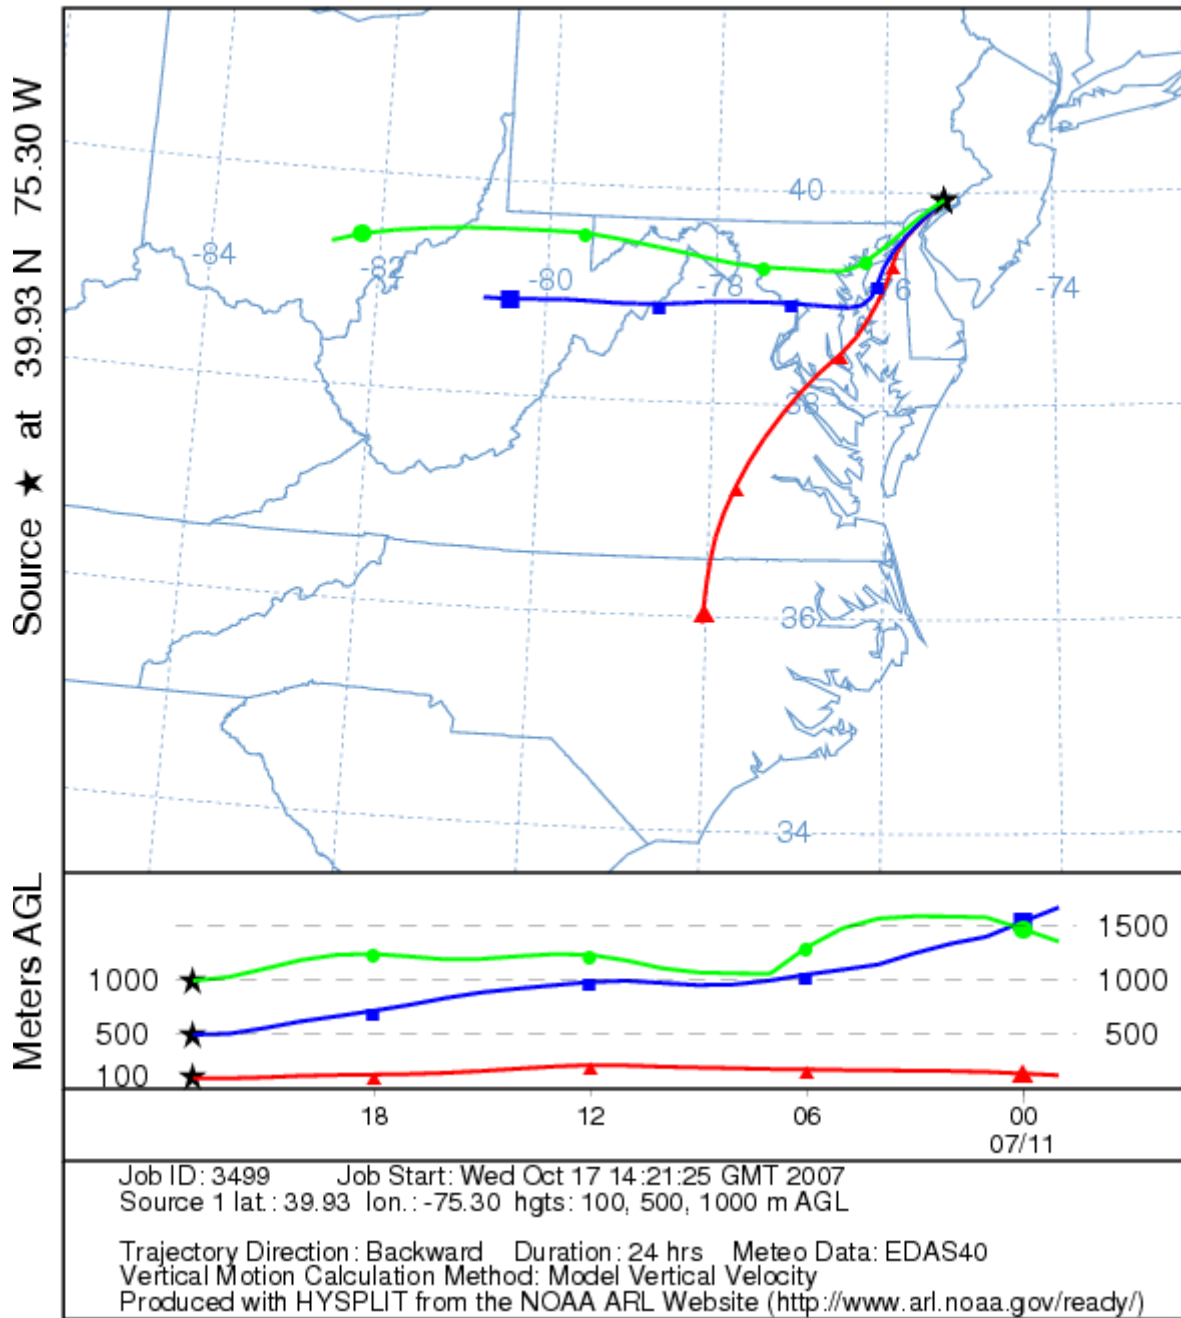 Source ★ at 39.93 N 75.30 W
40
-84
-82
-80
-78
-76
-74
38
36
34
Meters AGL
1500
1000
1000
500
500
100
18 12 06 00
07/11
Job ID: 3499 Job Start: Wed Oct 17 14:21:25 GMT 2007
Source 1 lat.: 39.93 lon.: -75.30 hgts: 100, 500, 1000 m AGL
Trajectory Direction: Backward Duration: 24 hrs Meteo Data: EDAS40
Vertical Motion Calculation Method: Model Vertical Velocity
Produced with HYSPLIT from the NOAA ARL Website (http://www.arl.noaa.gov/ready/)